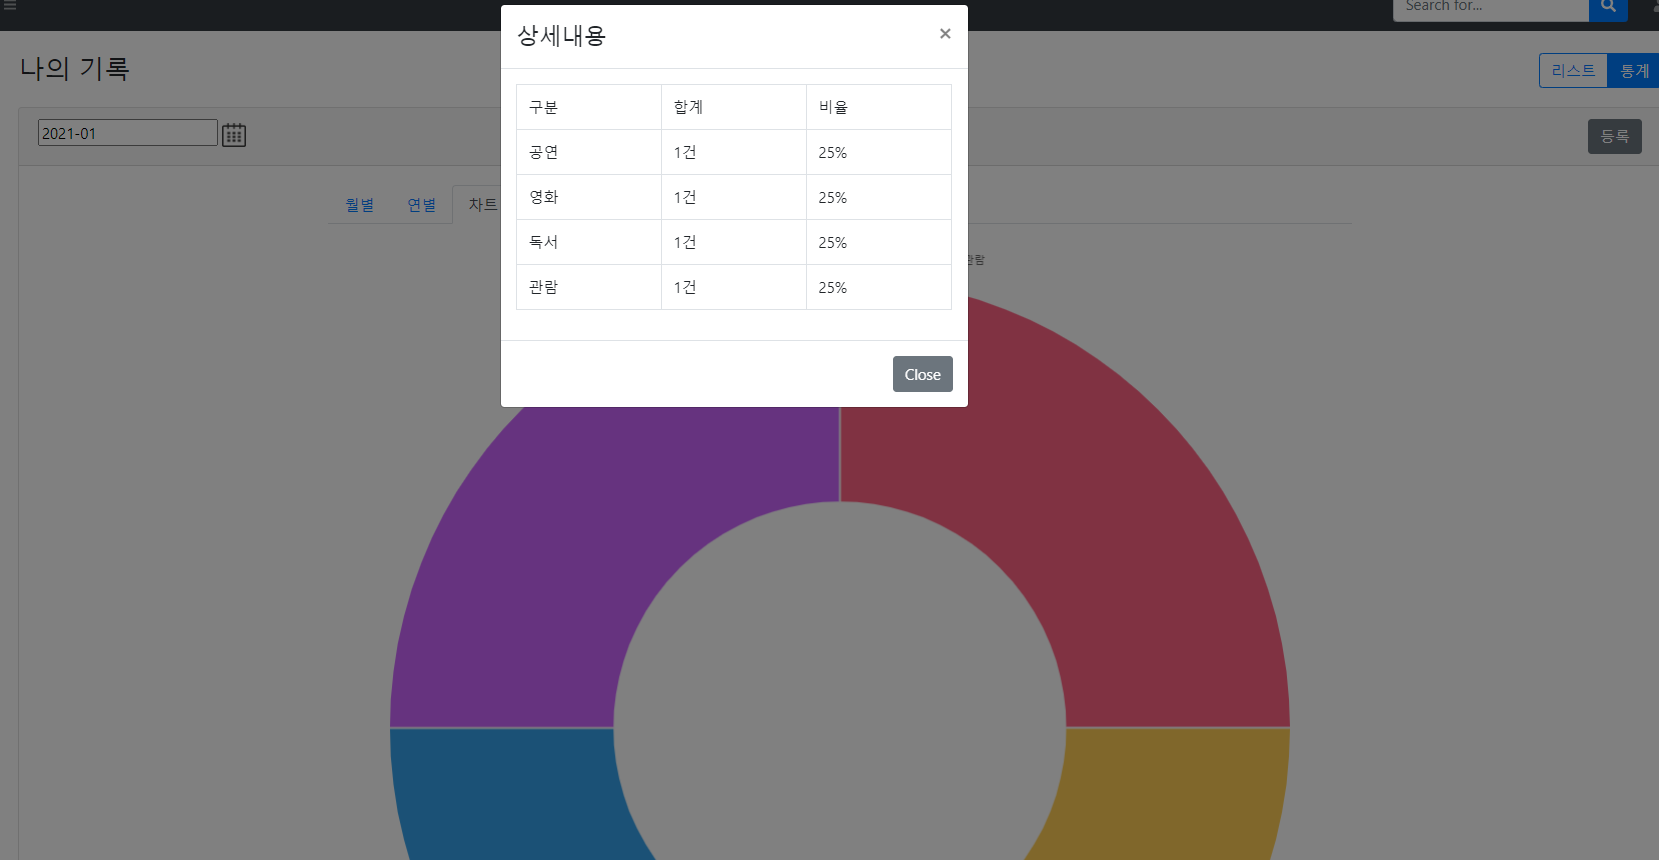 Search for...
나의 기록
리스트 통계
2021-01
등록
월별 연별 차트
관람
상세내용 ×
구분 합계 비율
공연 1건 25%
영화 1건 25%
독서 1건 25%
관람 1건 25%
Close